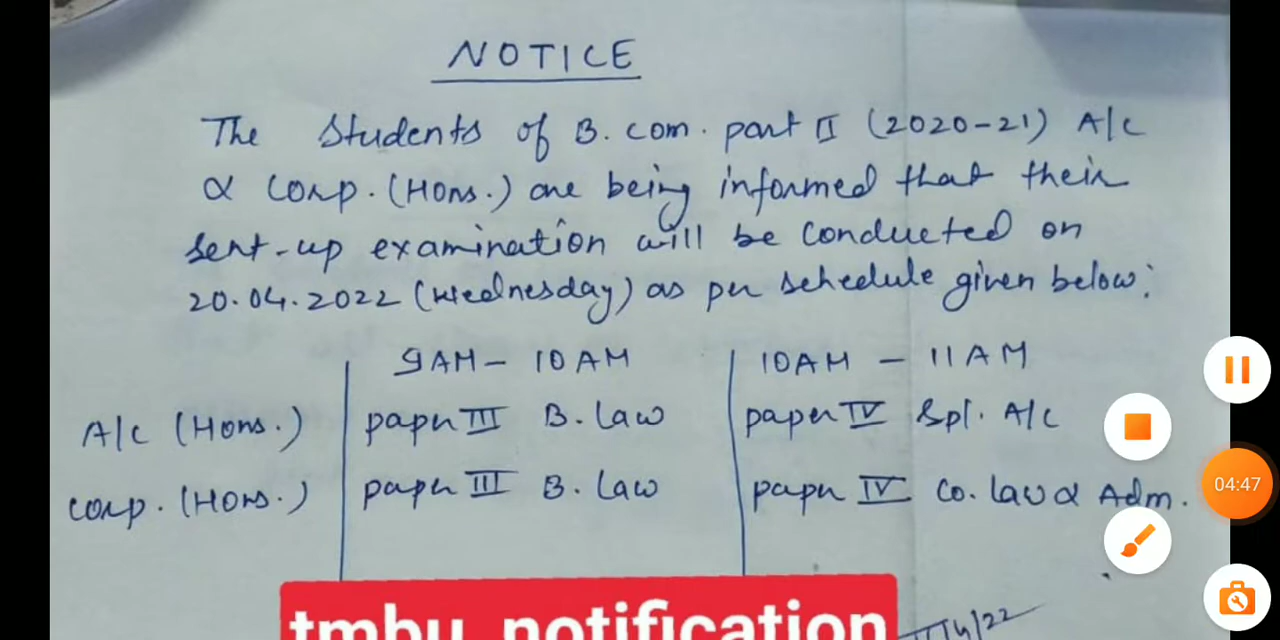 NOTICE
The Students of B. com. part II (2020-21) A/c
& Corp. (Hons.) are being informed that their
sent-up examination will be conducted on
20.04.2022 (Wednesday) as per schedule given below:
9AM - 10AM 10AM - 11AM
A/c (Hons.) paper III B. Law paper IV Spl. A/c
Corp. (Hons.) paper III B. Law paper IV Co. Law & Adm.
04:47
tmbu notification